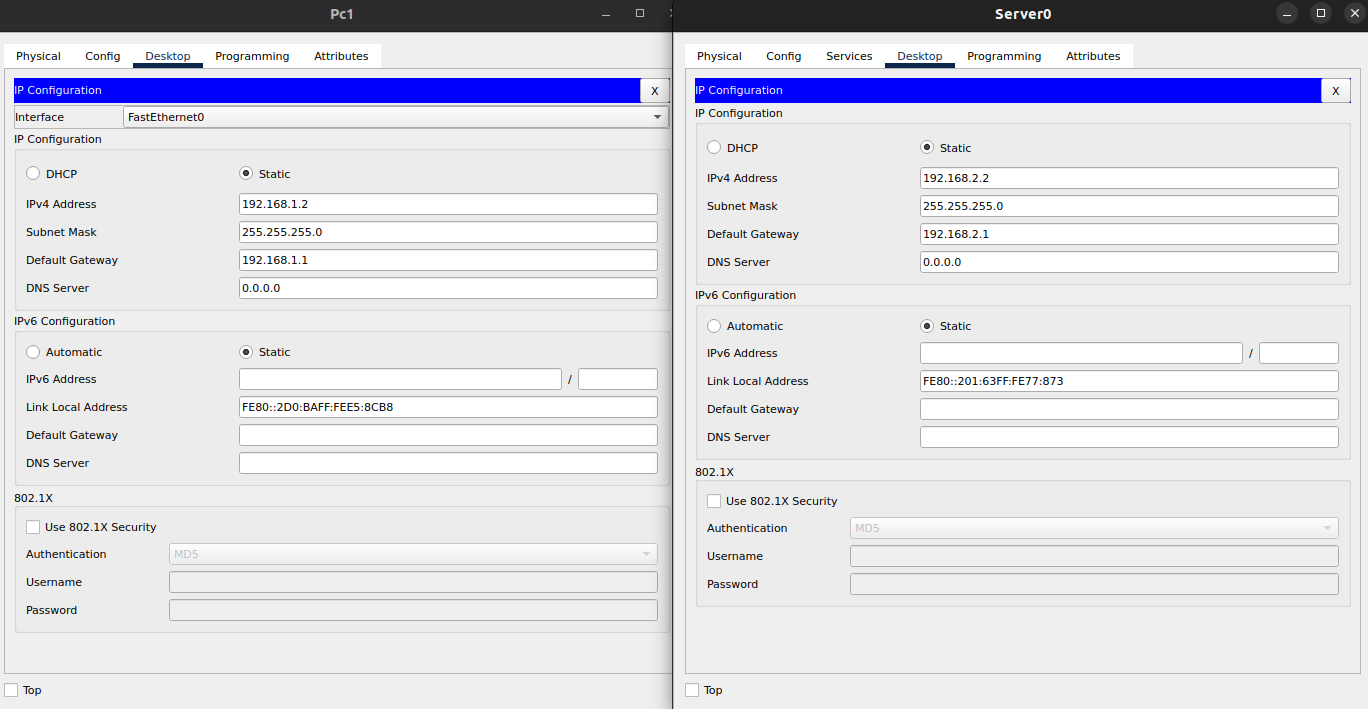 Pc1
Physical Config Desktop Programming Attributes
IP Configuration X
Interface FastEthernet0
IP Configuration
DHCP Static
IPv4 Address 192.168.1.2
Subnet Mask 255.255.255.0
Default Gateway 192.168.1.1
DNS Server 0.0.0.0
IPv6 Configuration
Automatic Static
IPv6 Address /
Link Local Address FE80::2D0:BAFF:FEE5:8CB8
Default Gateway
DNS Server
802.1X
Use 802.1X Security
Authentication MD5
Username
Password
Top
Server0
Physical Config Services Desktop Programming Attributes
IP Configuration X
IP Configuration
DHCP Static
IPv4 Address 192.168.2.2
Subnet Mask 255.255.255.0
Default Gateway 192.168.2.1
DNS Server 0.0.0.0
IPv6 Configuration
Automatic Static
IPv6 Address /
Link Local Address FE80::201:63FF:FE77:873
Default Gateway
DNS Server
802.1X
Use 802.1X Security
Authentication MD5
Username
Password
Top